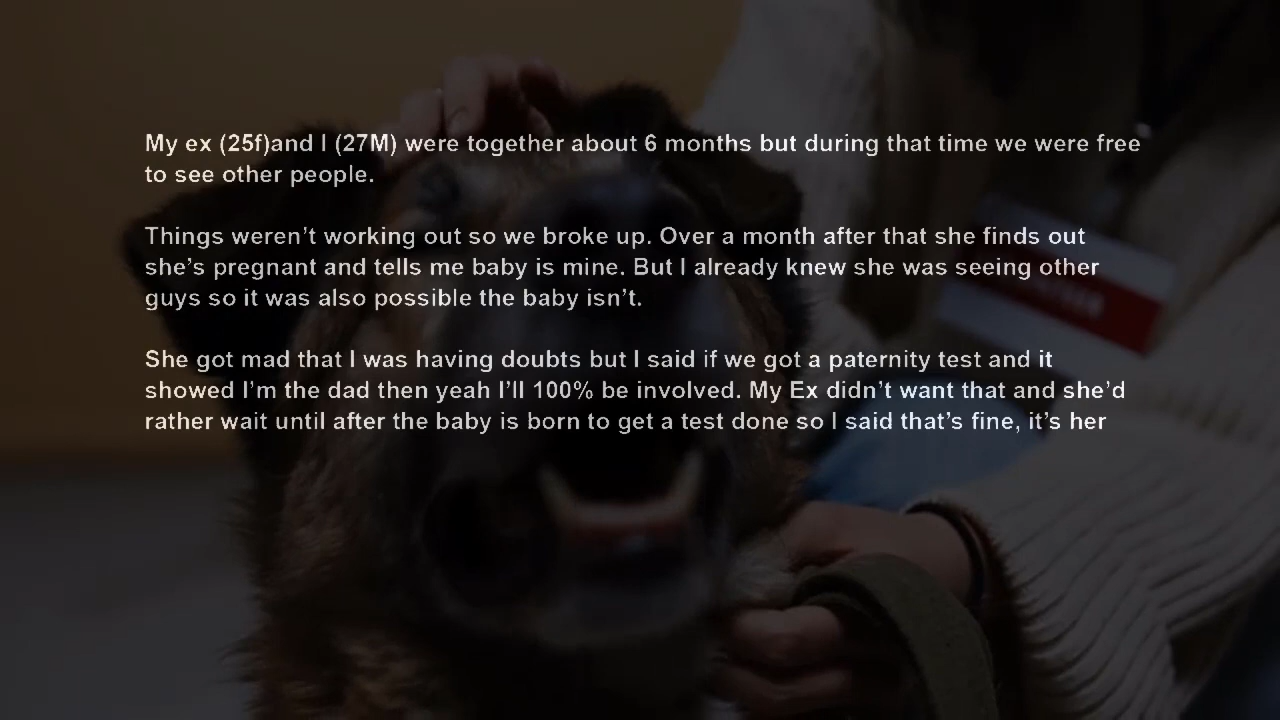 My ex (25f)and I (27M) were together about 6 months but during that time we were free
to see other people.
Things weren’t working out so we broke up. Over a month after that she finds out
she’s pregnant and tells me baby is mine. But I already knew she was seeing other
guys so it was also possible the baby isn’t.
She got mad that I was having doubts but I said if we got a paternity test and it
showed I’m the dad then yeah I’ll 100% be involved. My Ex didn’t want that and she’d
rather wait until after the baby is born to get a test done so I said that’s fine, it’s her